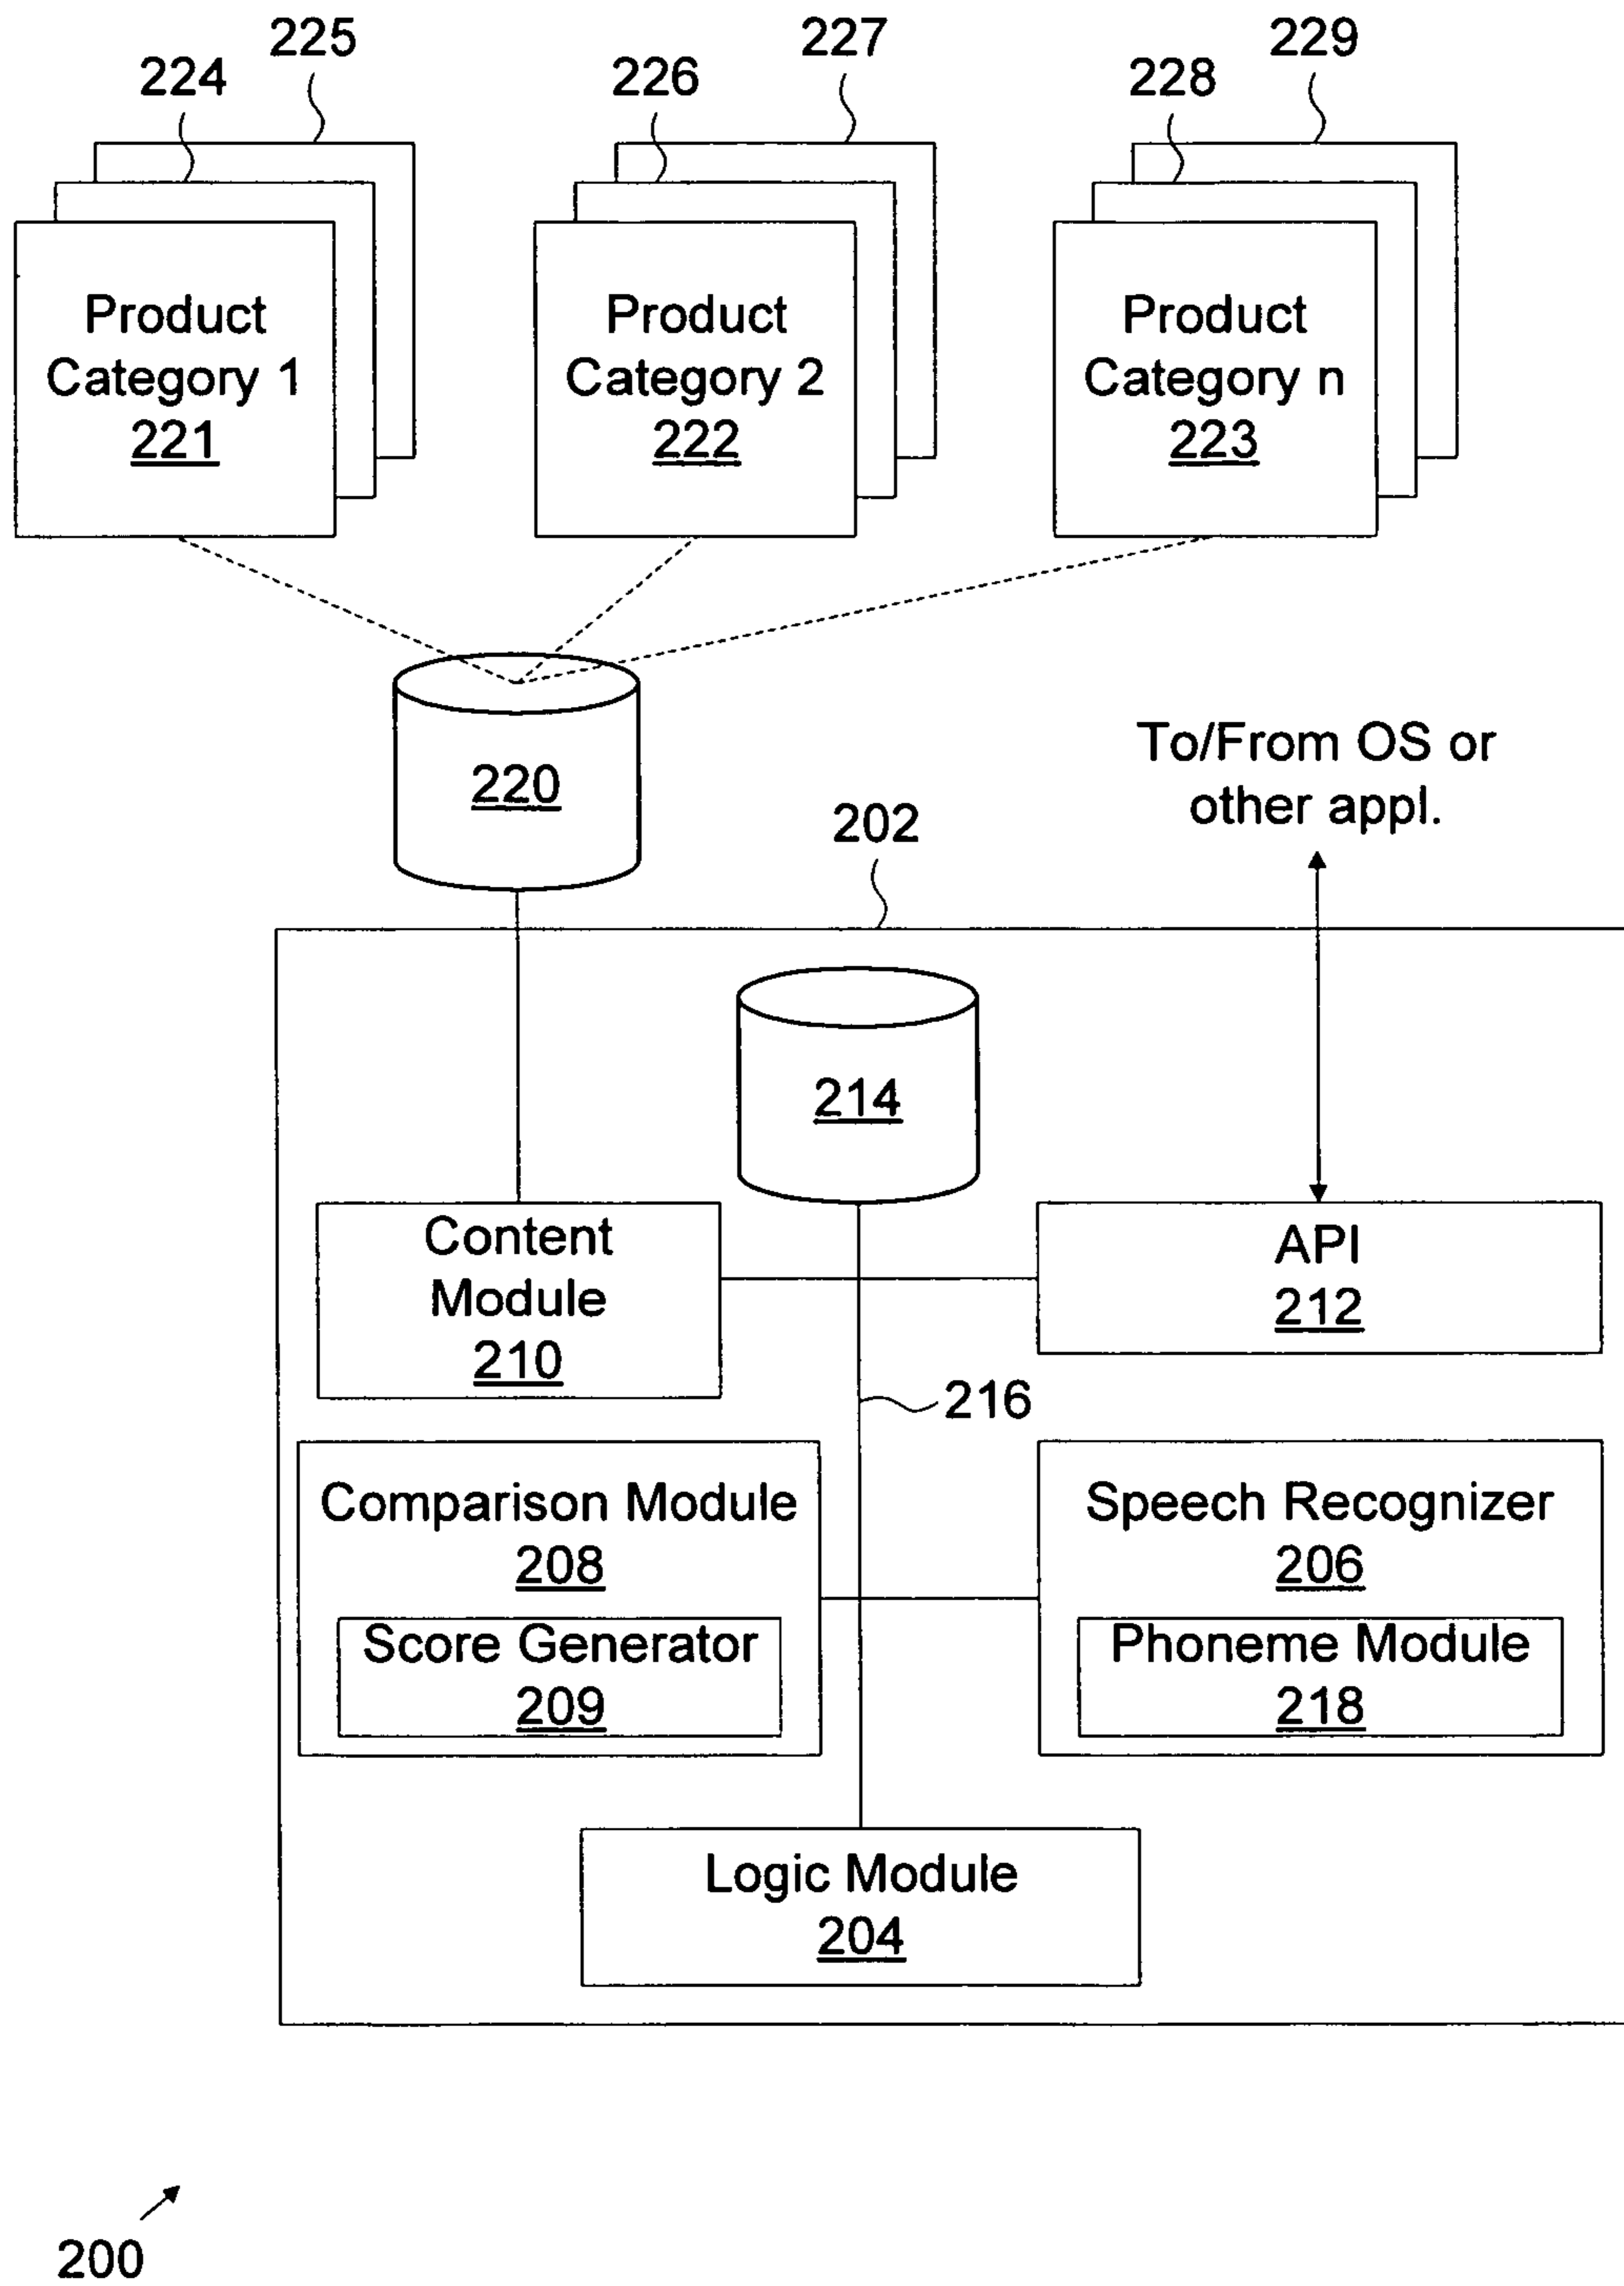 225
227
229
224
226
228
Product
Category 1
221
Product
Category 2
222
Product
Category n
223
To/From OS or
other appl.
220
202
214
Content
Module
210
API
212
216
Comparison Module
208
Speech Recognizer
206
Score Generator
209
Phoneme Module
218
Logic Module
204
200